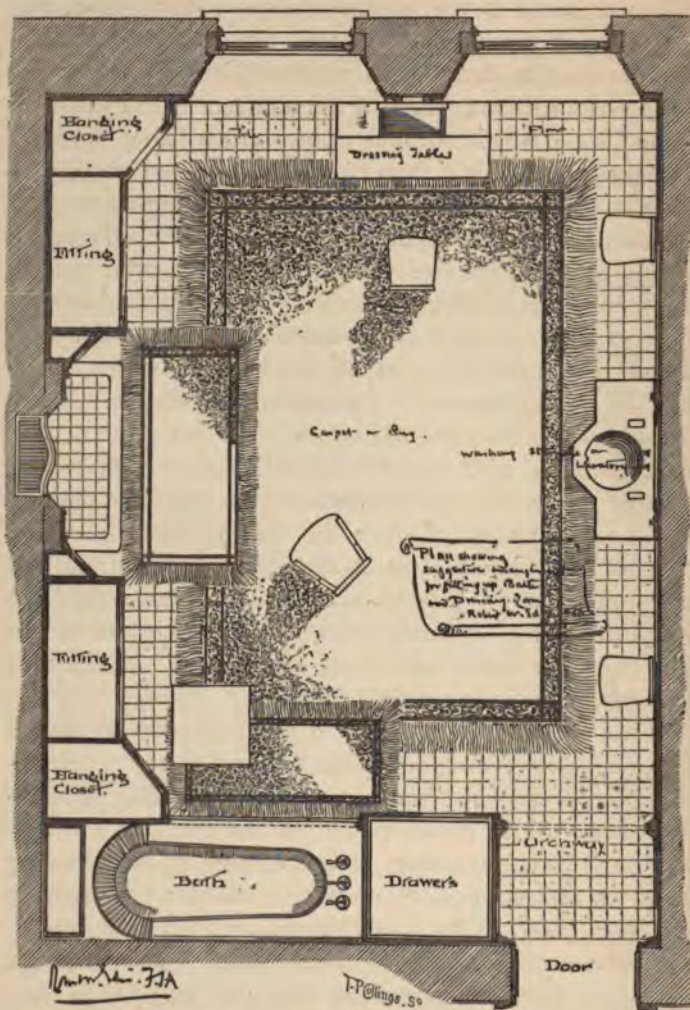 Hanging
Closet.
Tile
Floor
Dressing Table
Fitting
Carpet or Rug.
Washing
Lavatory
Plan showing
for fitting up Bath
and Dressing Room
Fitting
Hanging
Closet.
Archway
Bath
Drawers
Door
F.S.A
T.P. Collings. Sc